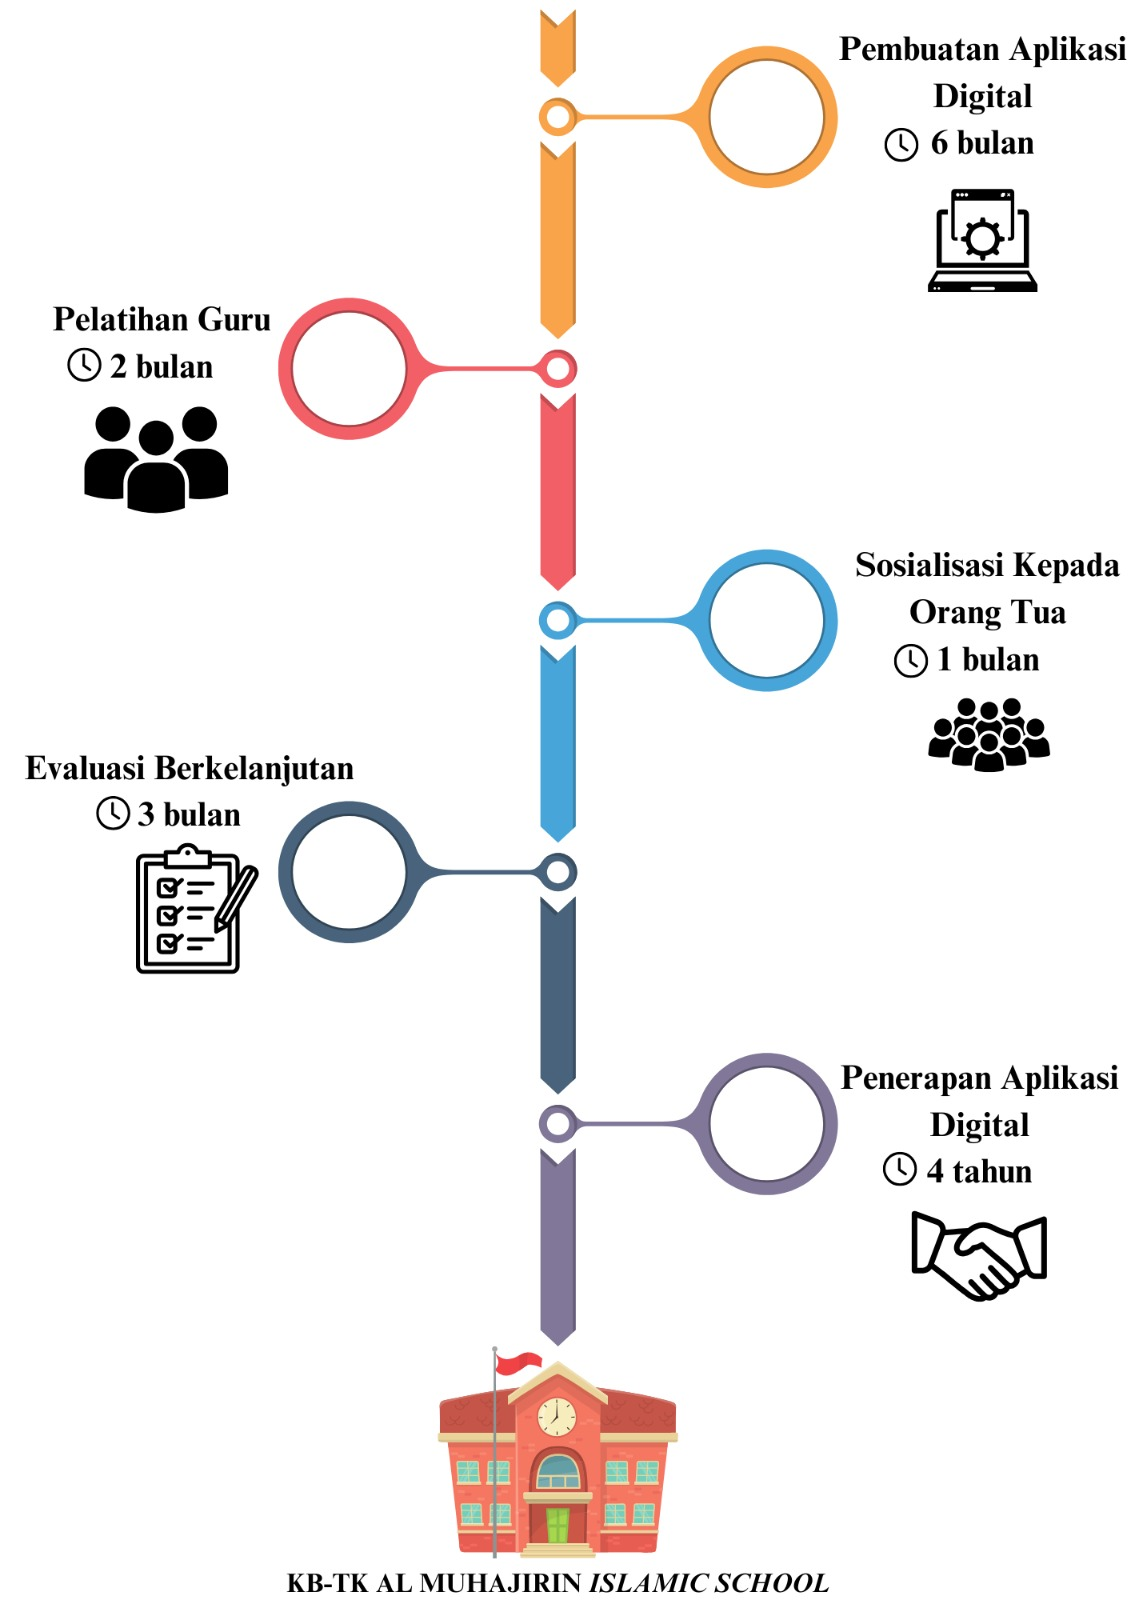 Pembuatan Aplikasi
Digital
6 bulan
Pelatihan Guru
2 bulan
Sosialisasi Kepada
Orang Tua
1 bulan
Evaluasi Berkelanjutan
3 bulan
Penerapan Aplikasi
Digital
4 tahun
KB-TK AL MUHAJIRIN ISLAMIC SCHOOL